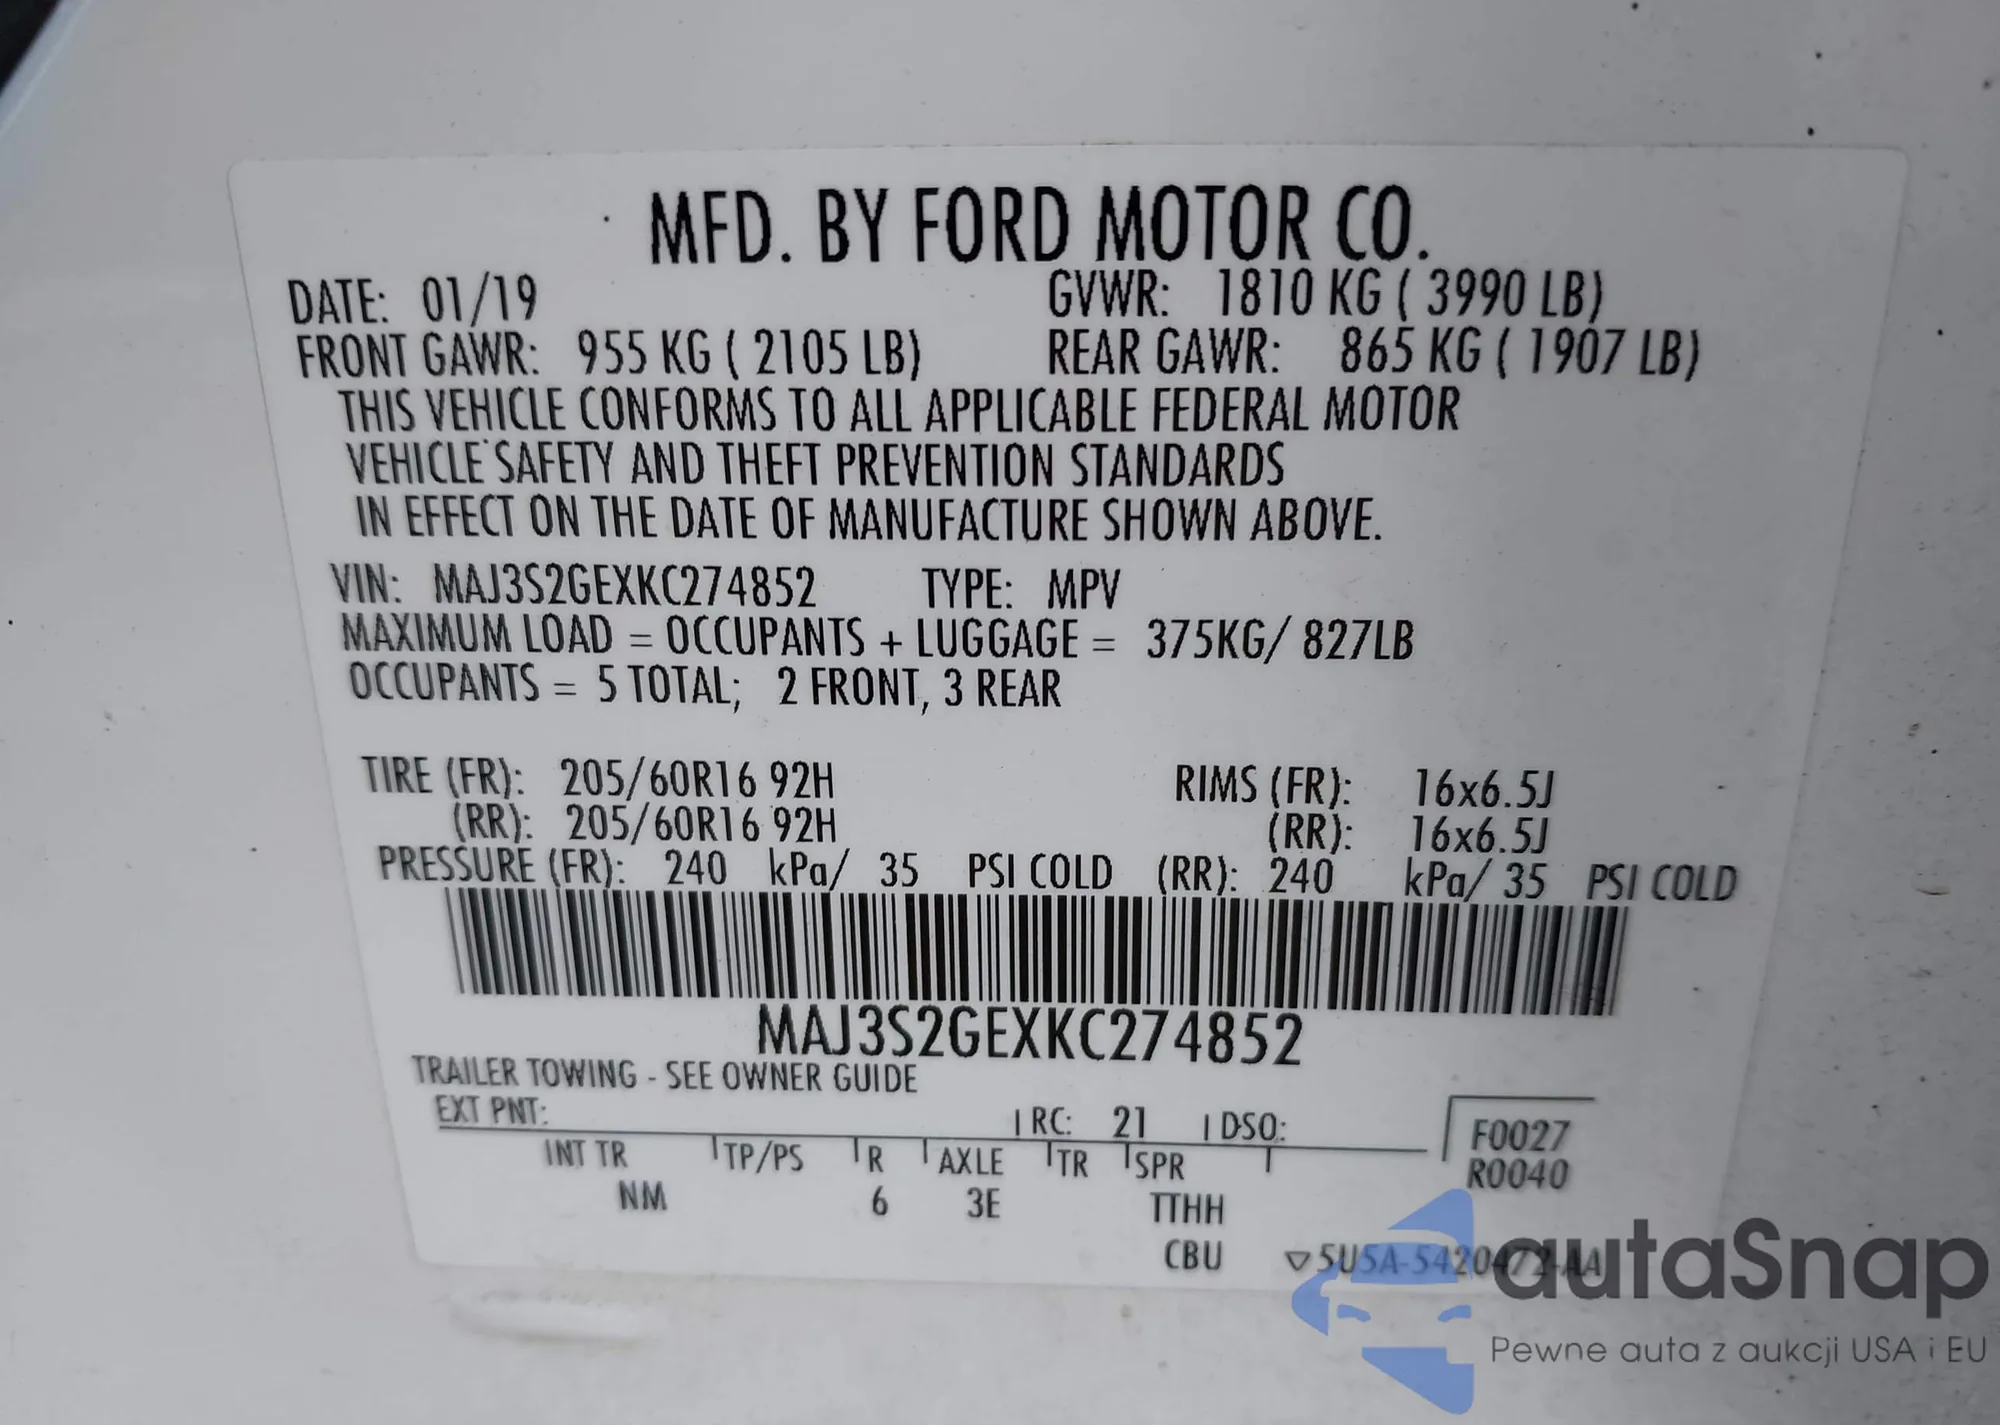 MFD. BY FORD MOTOR CO.
DATE: 01/19 GVWR: 1810 KG ( 3990 LB)
FRONT GAWR: 955 KG ( 2105 LB) REAR GAWR: 865 KG ( 1907 LB)
THIS VEHICLE CONFORMS TO ALL APPLICABLE FEDERAL MOTOR
VEHICLE SAFETY AND THEFT PREVENTION STANDARDS
IN EFFECT ON THE DATE OF MANUFACTURE SHOWN ABOVE.
VIN: MAJ3S2GEXKC274852 TYPE: MPV
MAXIMUM LOAD = OCCUPANTS + LUGGAGE = 375KG/ 827LB
OCCUPANTS = 5 TOTAL; 2 FRONT, 3 REAR
TIRE (FR): 205/60R16 92H RIMS (FR): 16x6.5J
(RR): 205/60R16 92H (RR): 16x6.5J
PRESSURE (FR): 240 kPa/ 35 PSI COLD (RR): 240 kPa/ 35 PSI COLD
MAJ3S2GEXKC274852
TRAILER TOWING - SEE OWNER GUIDE
EXT PNT: RC: 21 DSO: F0027
INT TR TP/PS R AXLE TR SPR R0040
NM 6 3E TTHH
CBU ▽5U5A-5420472-AA
autaSnap
Pewne auta z aukcji USA i EU